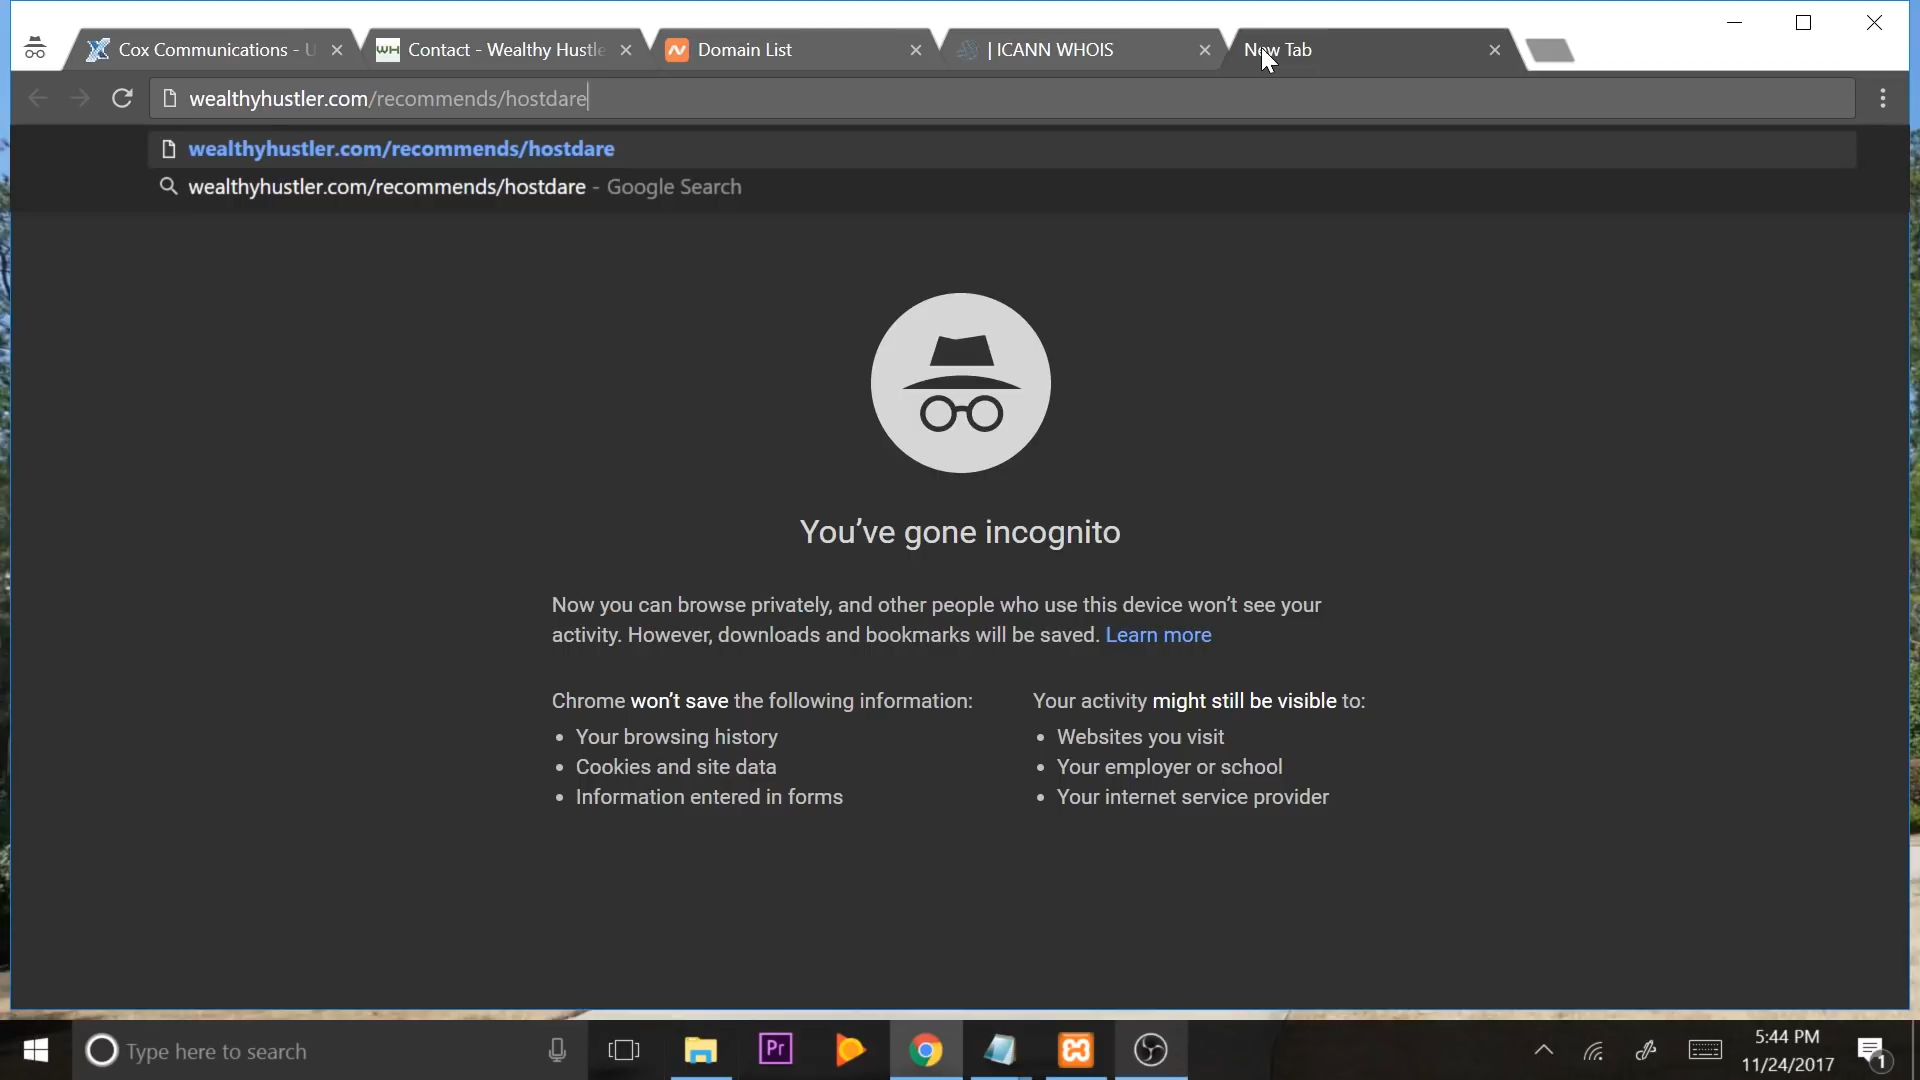 Cox Communications - U
WH Contact - Wealthy Hustle
Domain List
| ICANN WHOIS
New Tab
wealthyhustler.com/recommends/hostdare
wealthyhustler.com/recommends/hostdare
wealthyhustler.com/recommends/hostdare - Google Search
You've gone incognito
Now you can browse privately, and other people who use this device won't see your
activity. However, downloads and bookmarks will be saved. Learn more
Chrome won't save the following information:
• Your browsing history
• Cookies and site data
• Information entered in forms
Your activity might still be visible to:
• Websites you visit
• Your employer or school
• Your internet service provider
Type here to search
Pr
5:44 PM
11/24/2017
1